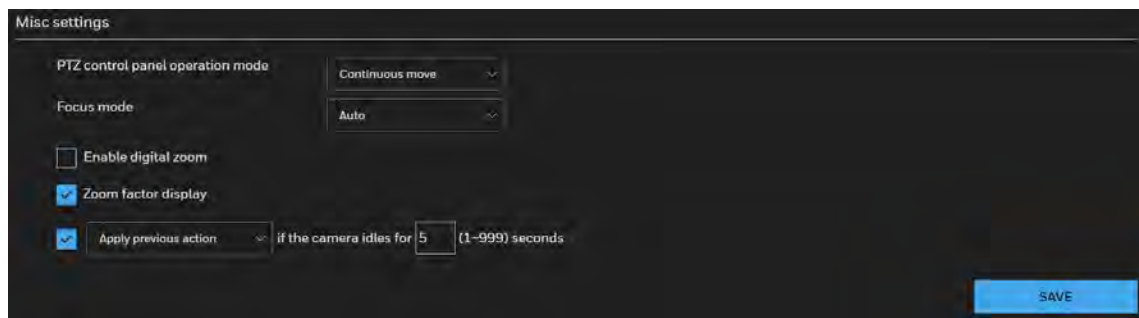 Misc settings
PTZ control panel operation mode Continuous move
Focus mode Auto
Enable digital zoom
Zoom factor display
Apply previous action if the camera idles for 5 (1~999) seconds
SAVE